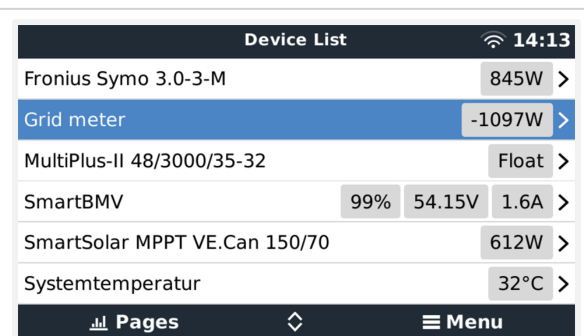 Device List 14:13
Fronius Symo 3.0-3-M 845W
Grid meter -1097W
MultiPlus-II 48/3000/35-32 Float
SmartBMV 99% 54.15V 1.6A
SmartSolar MPPT VE.Can 150/70 612W
Systemtemperatur 32°C
Pages Menu